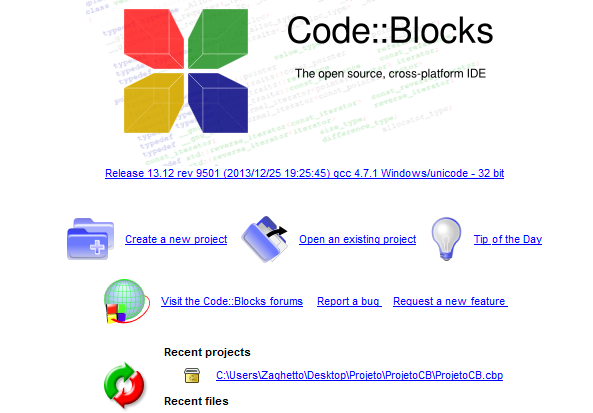 Code::Blocks
The open source, cross-platform IDE
Release 13.12 rev 9501 (2013/12/25 19:25:45) gcc 4.7.1 Windows/unicode - 32 bit
Create a new project
Open an existing project
Tip of the Day
Visit the Code::Blocks forums
Report a bug
Request a new feature
Recent projects
C:\Users\Zaghetto\Desktop\Projeto\ProjetoCB\ProjetoCB.cbp
Recent files